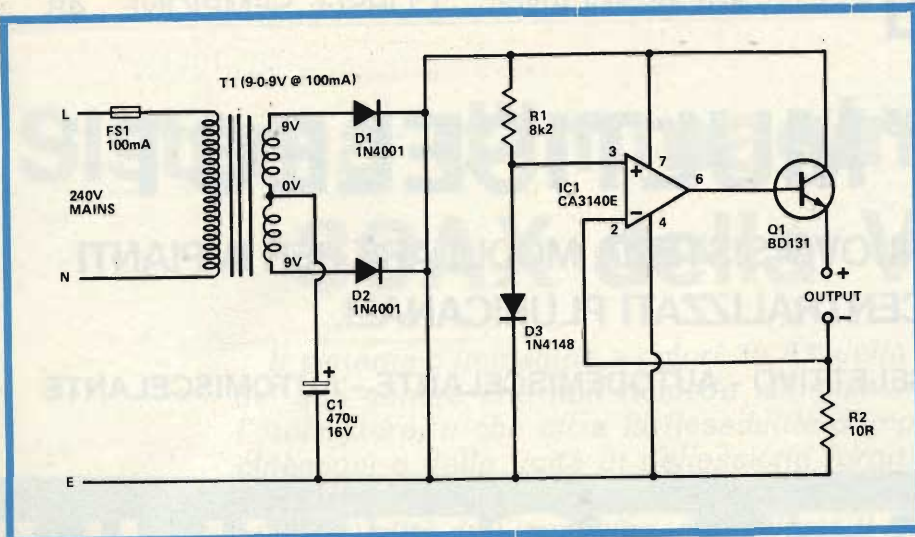 T1 (9-0-9V @ 100mA)
L
FS1
100mA
240V
MAINS
N
9V
0V
9V
D1
1N4001
D2
1N4001
C1
470u
16V
+
E
R1
8k2
D3
1N4148
3
+
IC1
CA3140E
−
2
7
4
6
Q1
BD131
+
OUTPUT
−
R2
10R